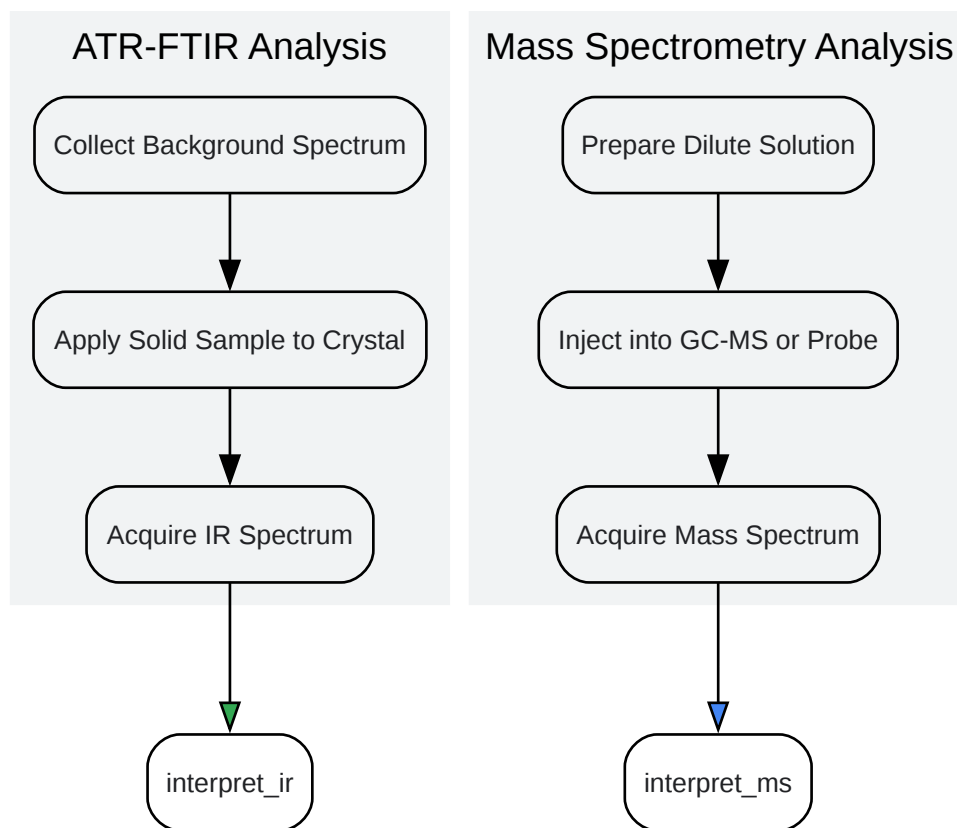 ATR-FTIR Analysis
Collect Background Spectrum
Apply Solid Sample to Crystal
Acquire IR Spectrum
interpret_ir
Mass Spectrometry Analysis
Prepare Dilute Solution
Inject into GC-MS or Probe
Acquire Mass Spectrum
interpret_ms